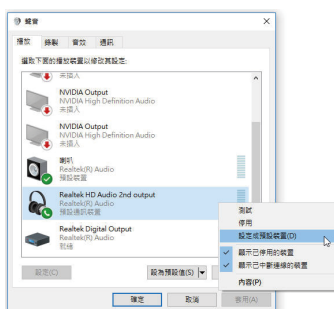 聲音
播放 錄製 音效 通訊
選取下面的播放裝置以修改其設定:
未插入
NVIDIA Output
NVIDIA High Definition Audio
未插入
NVIDIA Output
NVIDIA High Definition Audio
未插入
喇叭
Realtek(R) Audio
預設裝置
Realtek HD Audio 2nd output
Realtek(R) Audio
預設通訊裝置
Realtek Digital Output
Realtek(R) Audio
就緒
測試
停用
設定成預設裝置(D)
顯示已停用的裝置
顯示已中斷連線的裝置
內容(P)
設定(C) 設為預設值(S)
確定 取消 套用(A)